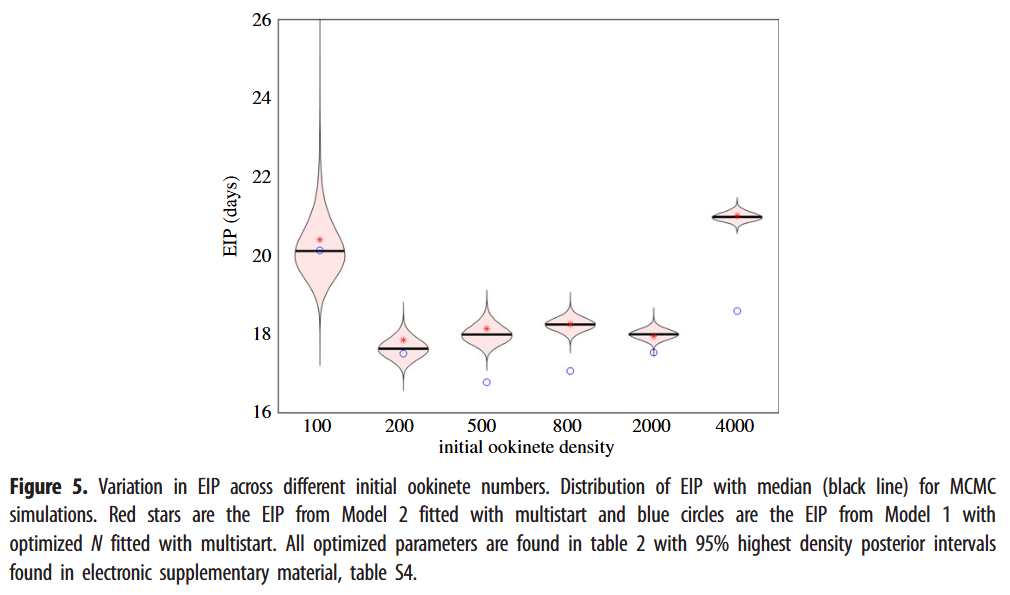 26
24
22
20
18
16
EIP (days)
100 200 500 800 2000 4000
initial ookinete density
Figure 5. Variation in EIP across different initial ookinete numbers. Distribution of EIP with median (black line) for MCMC
simulations. Red stars are the EIP from Model 2 fitted with multistart and blue circles are the EIP from Model 1 with
optimized N fitted with multistart. All optimized parameters are found in table 2 with 95% highest density posterior intervals
found in electronic supplementary material, table S4.